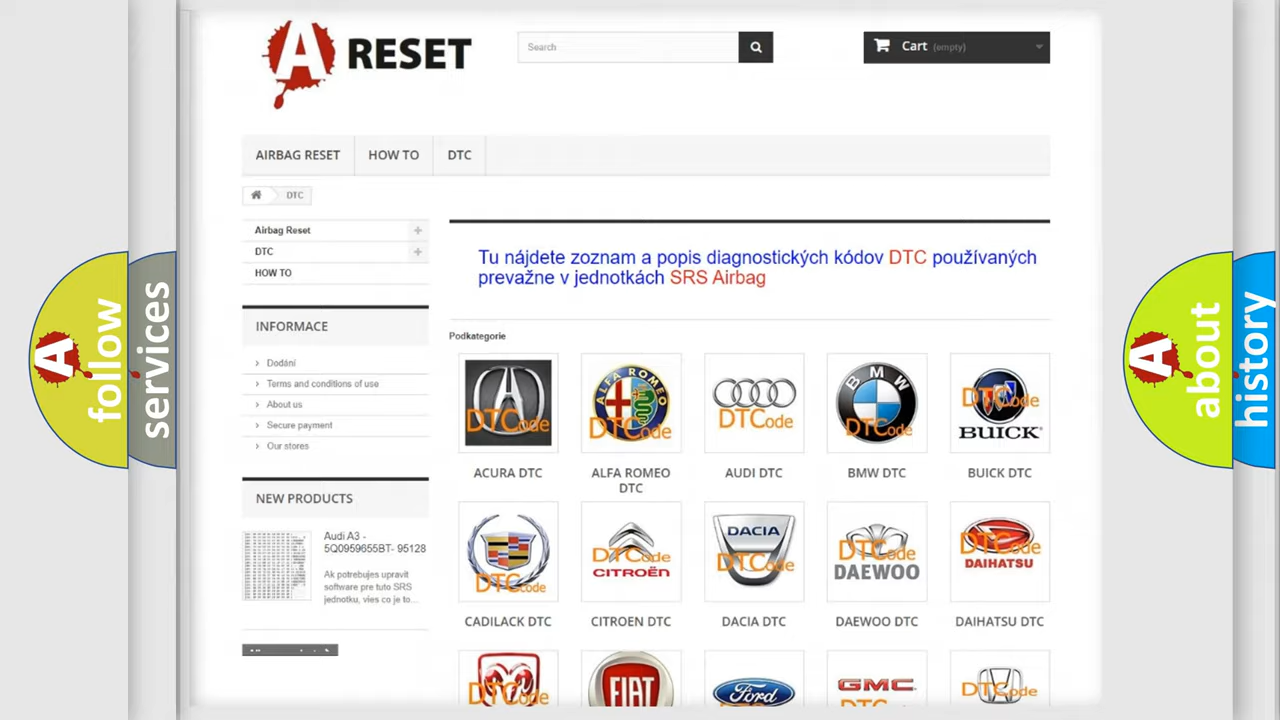 A RESET
Search
Cart (empty)
AIRBAG RESET
HOW TO
DTC
DTC
Airbag Reset
DTC
HOW TO
INFORMACE
Dodání
Terms and conditions of use
About us
Secure payment
Our stores
NEW PRODUCTS
Audi A3 -
5Q0959655BT- 95128
Ak potrebujes upravit
software pre tuto SRS
jednotku, vies co je to...
Tu nájdete zoznam a popis diagnostických kódov DTC používaných
prevažne v jednotkách SRS Airbag
Podkategorie
DTCode
ALFA ROMEO
DTCode
DTCode
BMW
DTCode
DTCode
BUICK
ACURA DTC
ALFA ROMEO
DTC
AUDI DTC
BMW DTC
BUICK DTC
DTCode
DTCode
CITROËN
DACIA
DTCode
DTCode
DAEWOO
DTCode
DAIHATSU
CADILACK DTC
CITROEN DTC
DACIA DTC
DAEWOO DTC
DAIHATSU DTC
DTCode
FIAT
Ford
GMC
DTCode
A follow
services
A about
history